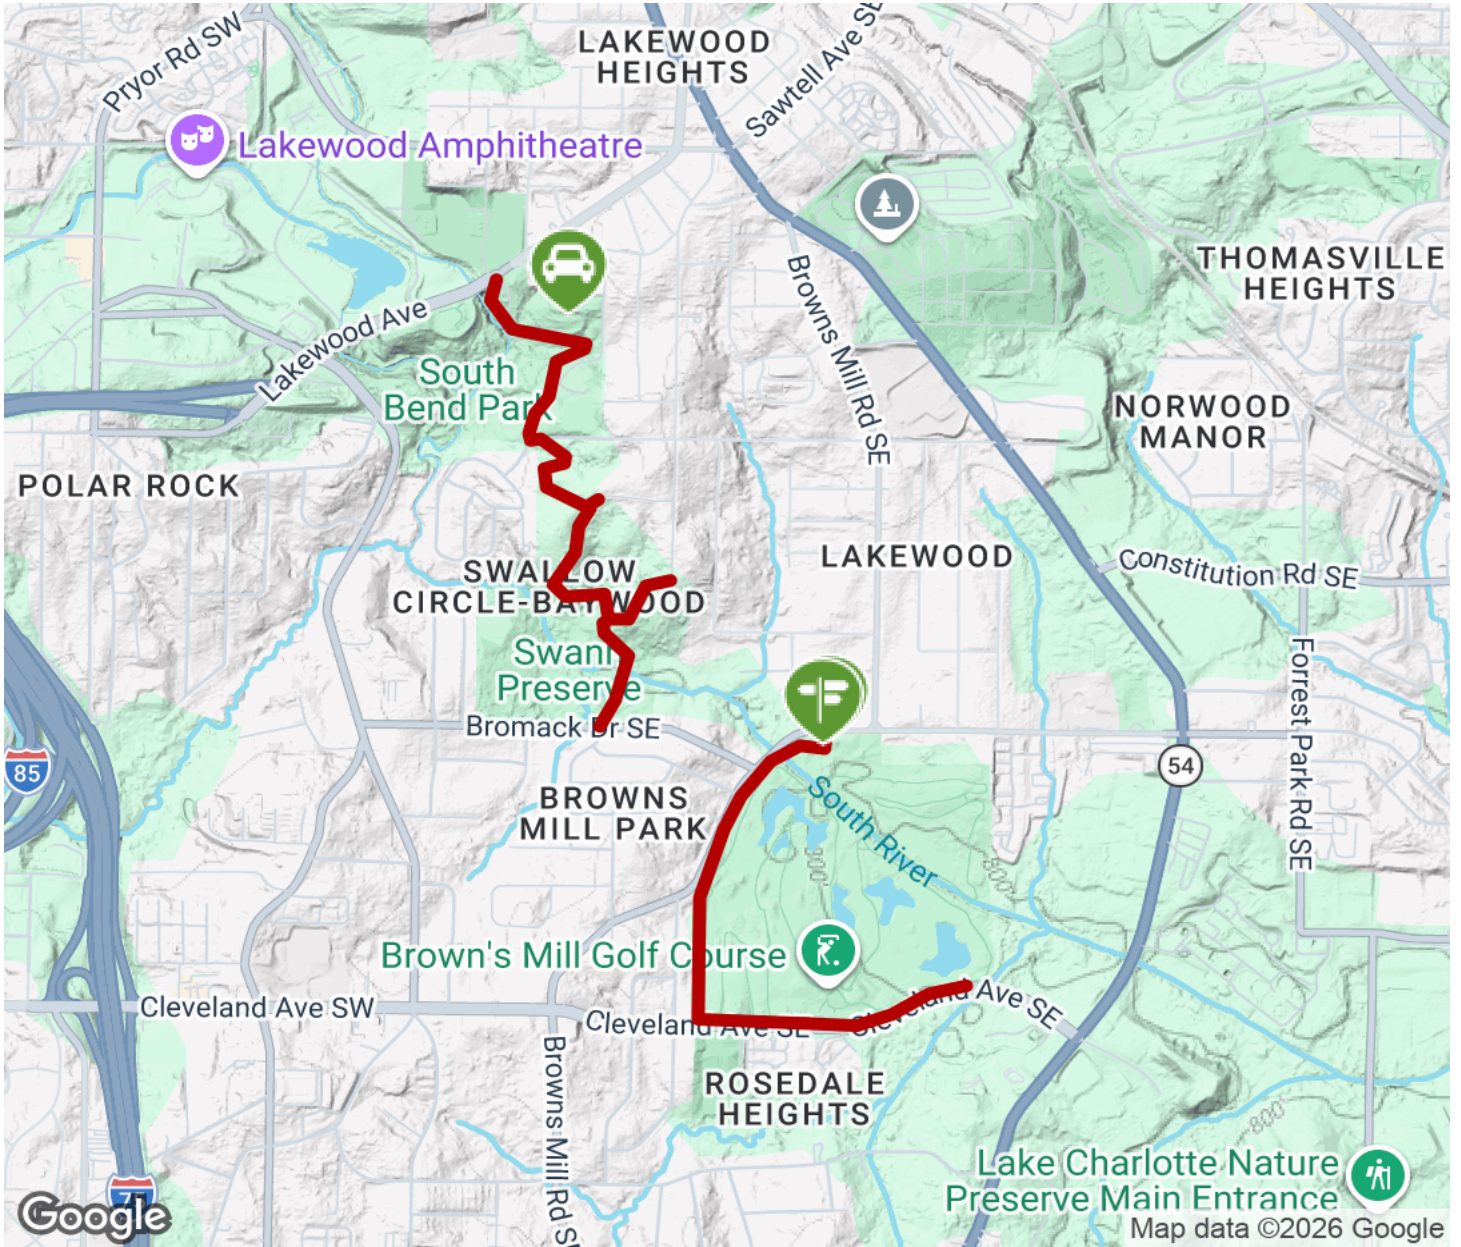 LAKEWOOD
HEIGHTS
Pryor Rd SW
Sawtell Ave SE
Lakewood Amphitheatre
THOMASVILLE
HEIGHTS
Browns Mill Rd SE
Lakewood Ave
South
Bend Park
NORWOOD
MANOR
POLAR ROCK
LAKEWOOD
Constitution Rd SE
SWALLOW
CIRCLE-BAYWOOD
Swann
Preserve
Forrest Park Rd SE
Bromack Dr SE
85
54
BROWNS
MILL PARK
South River
800'
800'
Brown's Mill Golf Course
Cleveland Ave SW
Cleveland Ave SE
Cleveland Ave SE
Browns Mill Rd S
ROSEDALE
HEIGHTS
800'
Lake Charlotte Nature
Preserve Main Entrance
Google
Map data ©2026 Google